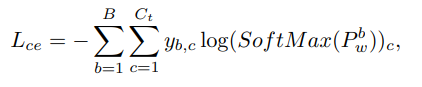 $L_{ce} = -\sum_{b=1}^{B}\sum_{c=1}^{C_t} y_{b,c} \log(SoftMax(P_w^b))_c,$